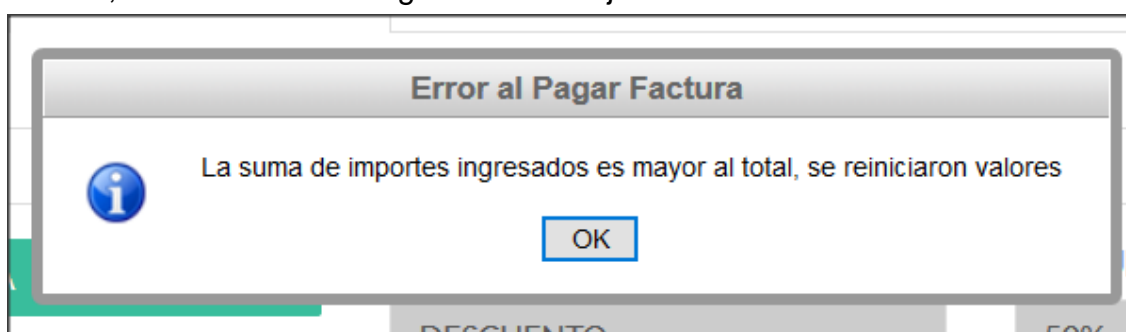 Error al Pagar Factura
La suma de importes ingresados es mayor al total, se reiniciaron valores
OK
DESCUENTO
50%